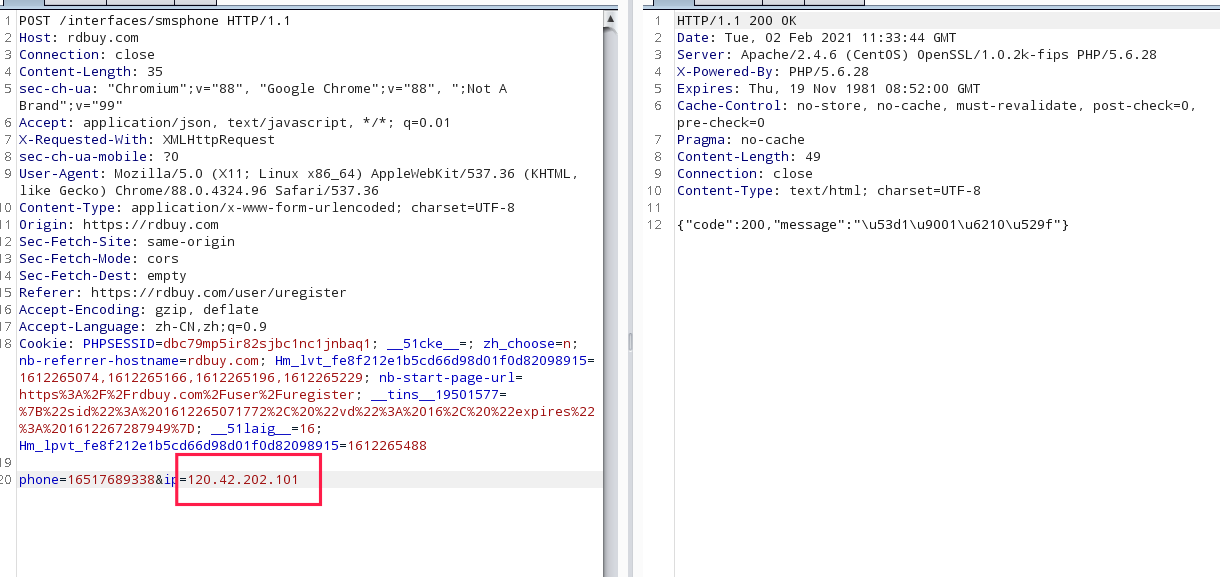 1 POST /interfaces/smsphone HTTP/1.1
2 Host: rdbuy.com
3 Connection: close
4 Content-Length: 35
5 sec-ch-ua: "Chromium";v="88", "Google Chrome";v="88", ";Not A
Brand";v="99"
6 Accept: application/json, text/javascript, */*; q=0.01
7 X-Requested-With: XMLHttpRequest
8 sec-ch-ua-mobile: ?0
9 User-Agent: Mozilla/5.0 (X11; Linux x86_64) AppleWebKit/537.36 (KHTML,
like Gecko) Chrome/88.0.4324.96 Safari/537.36
10 Content-Type: application/x-www-form-urlencoded; charset=UTF-8
11 Origin: https://rdbuy.com
12 Sec-Fetch-Site: same-origin
13 Sec-Fetch-Mode: cors
14 Sec-Fetch-Dest: empty
15 Referer: https://rdbuy.com/user/uregister
16 Accept-Encoding: gzip, deflate
17 Accept-Language: zh-CN,zh;q=0.9
18 Cookie: PHPSESSID=dbc79mp5ir82sjbc1nc1jnbaq1; __51cke__=; zh_choose=n;
nb-referrer-hostname=rdbuy.com; Hm_lvt_fe8f212e1b5cd66d98d01f0d82098915=
1612265074,1612265166,1612265196,1612265229; nb-start-page-url=
https%3A%2F%2Frdbuy.com%2Fuser%2Furegister; __tins__19501577=
%7B%22sid%22%3A%201612265071772%2C%20%22vd%22%3A%2016%2C%20%22expires%22
%3A%201612267287949%7D; __51laig__=16;
Hm_lpvt_fe8f212e1b5cd66d98d01f0d82098915=1612265488
19
20 phone=16517689338&ip=120.42.202.101
1 HTTP/1.1 200 OK
2 Date: Tue, 02 Feb 2021 11:33:44 GMT
3 Server: Apache/2.4.6 (CentOS) OpenSSL/1.0.2k-fips PHP/5.6.28
4 X-Powered-By: PHP/5.6.28
5 Expires: Thu, 19 Nov 1981 08:52:00 GMT
6 Cache-Control: no-store, no-cache, must-revalidate, post-check=0,
pre-check=0
7 Pragma: no-cache
8 Content-Length: 49
9 Connection: close
10 Content-Type: text/html; charset=UTF-8
11
12 {"code":200,"message":"\u53d1\u9001\u6210\u529f"}